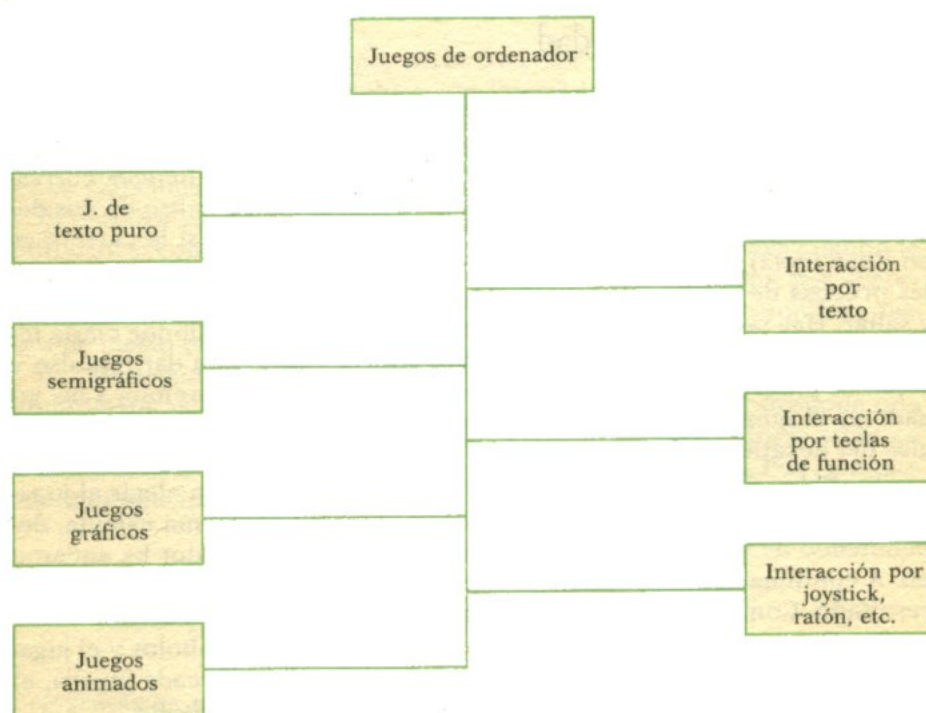 Juegos de ordenador
J. de
texto puro
Interacción
por
texto
Juegos
semigráficos
Interacción
por teclas
de función
Juegos
gráficos
Interacción por
joystick,
ratón, etc.
Juegos
animados